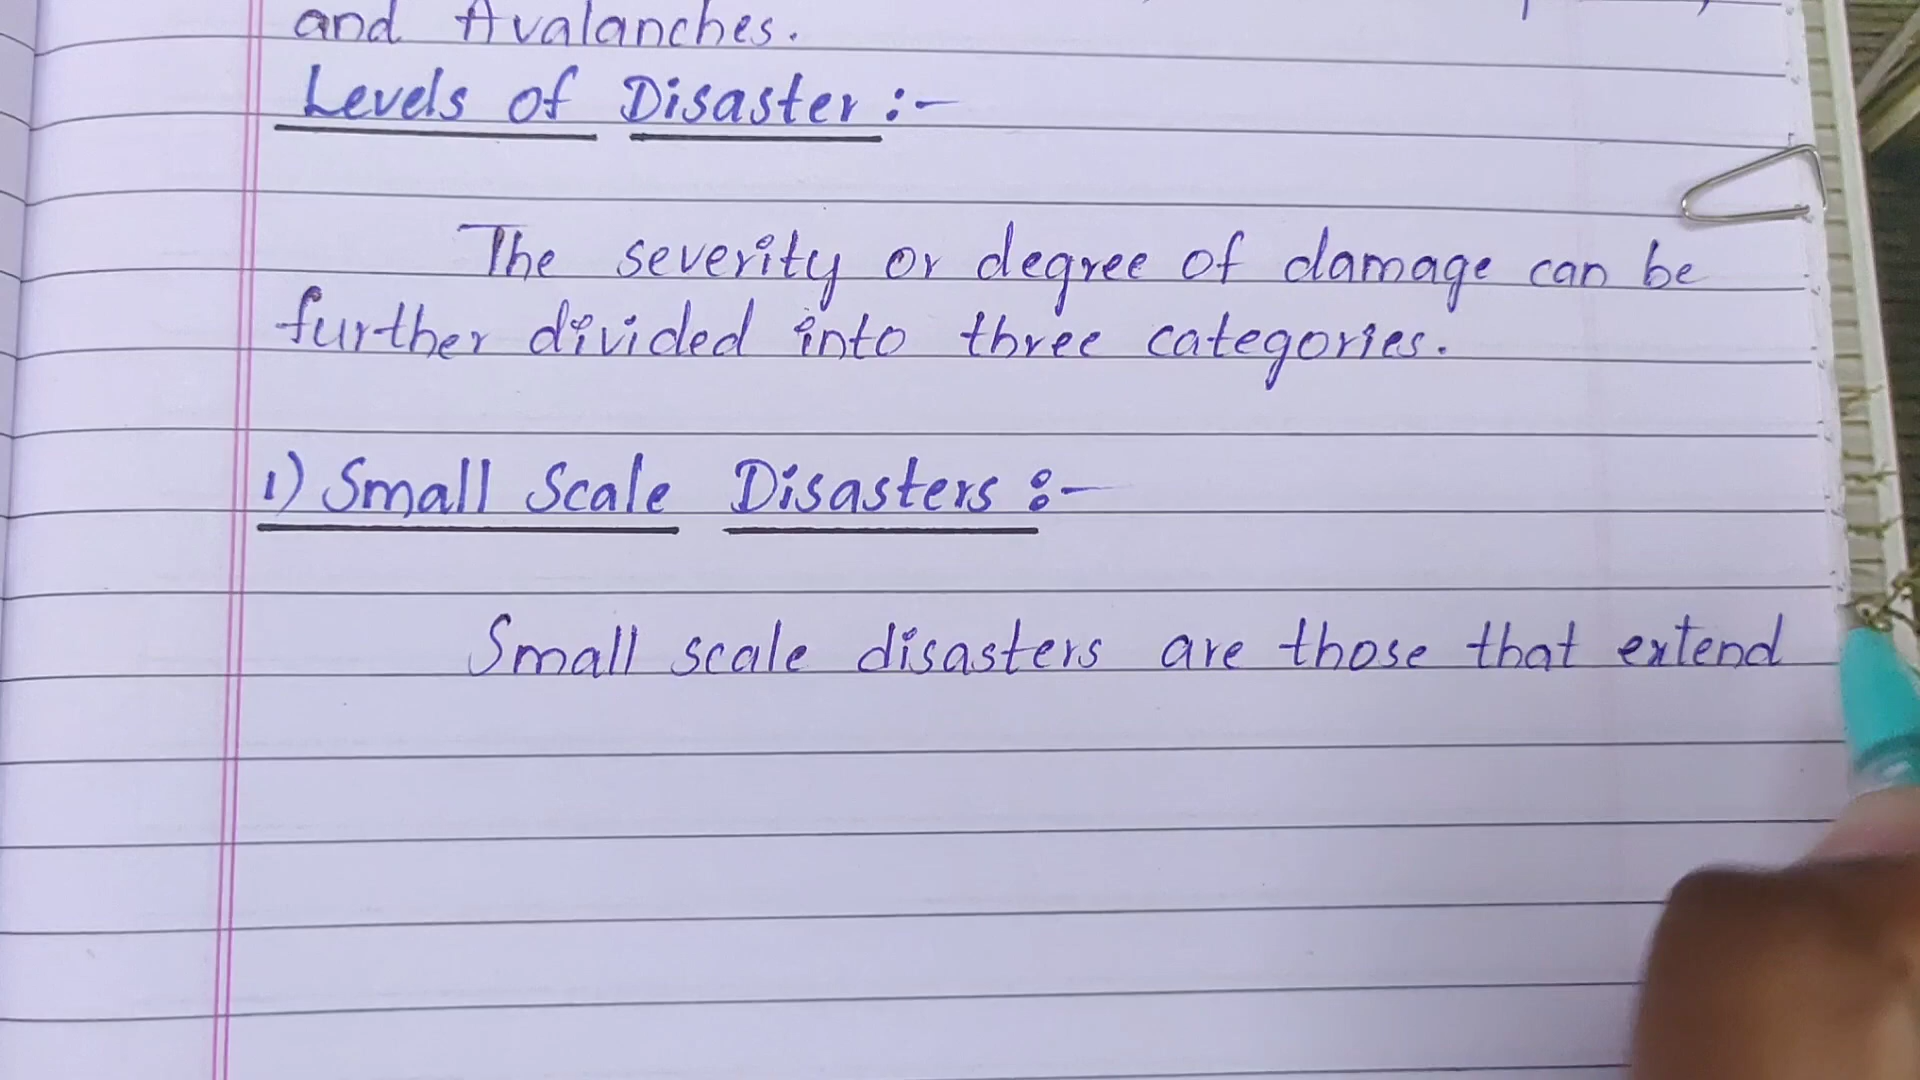 and Avalanches.
Levels of Disaster :-
The severity or degree of damage can be
further divided into three categories.
1) Small Scale Disasters :-
Small scale disasters are those that extend